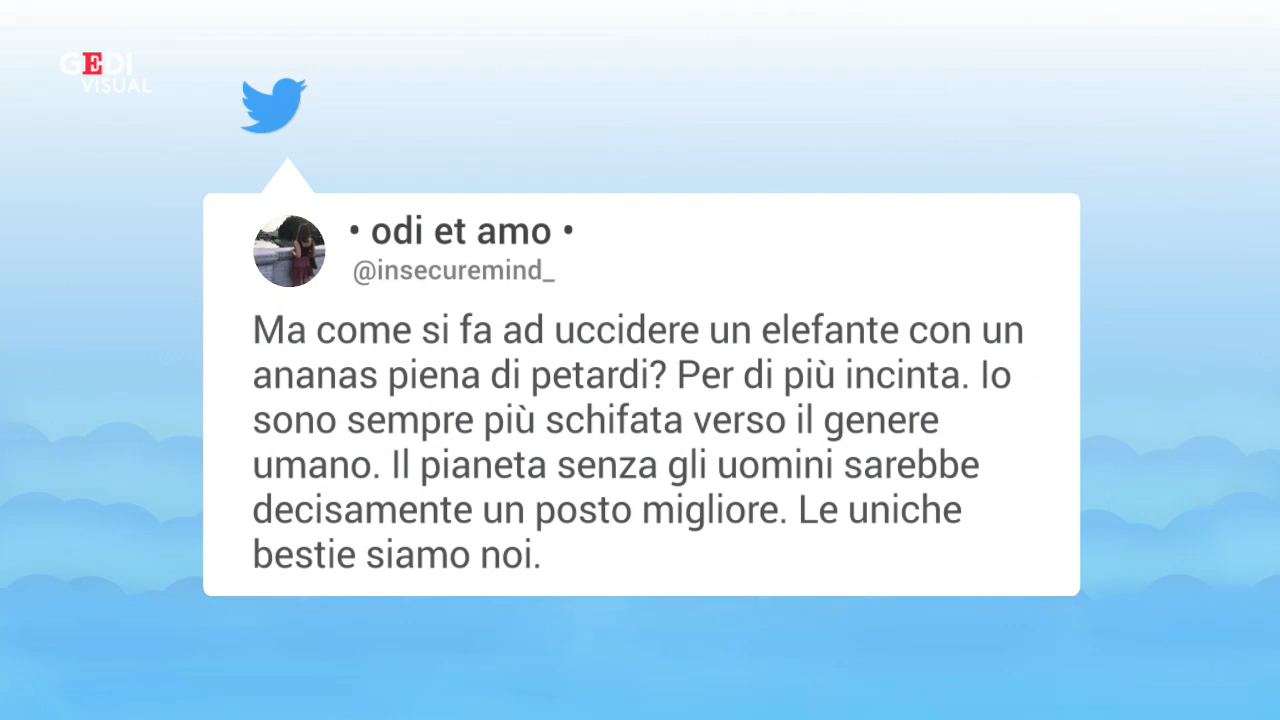 GEDI
VISUAL
• odi et amo •
@insecuremind_
Ma come si fa ad uccidere un elefante con un
ananas piena di petardi? Per di più incinta. Io
sono sempre più schifata verso il genere
umano. Il pianeta senza gli uomini sarebbe
decisamente un posto migliore. Le uniche
bestie siamo noi.